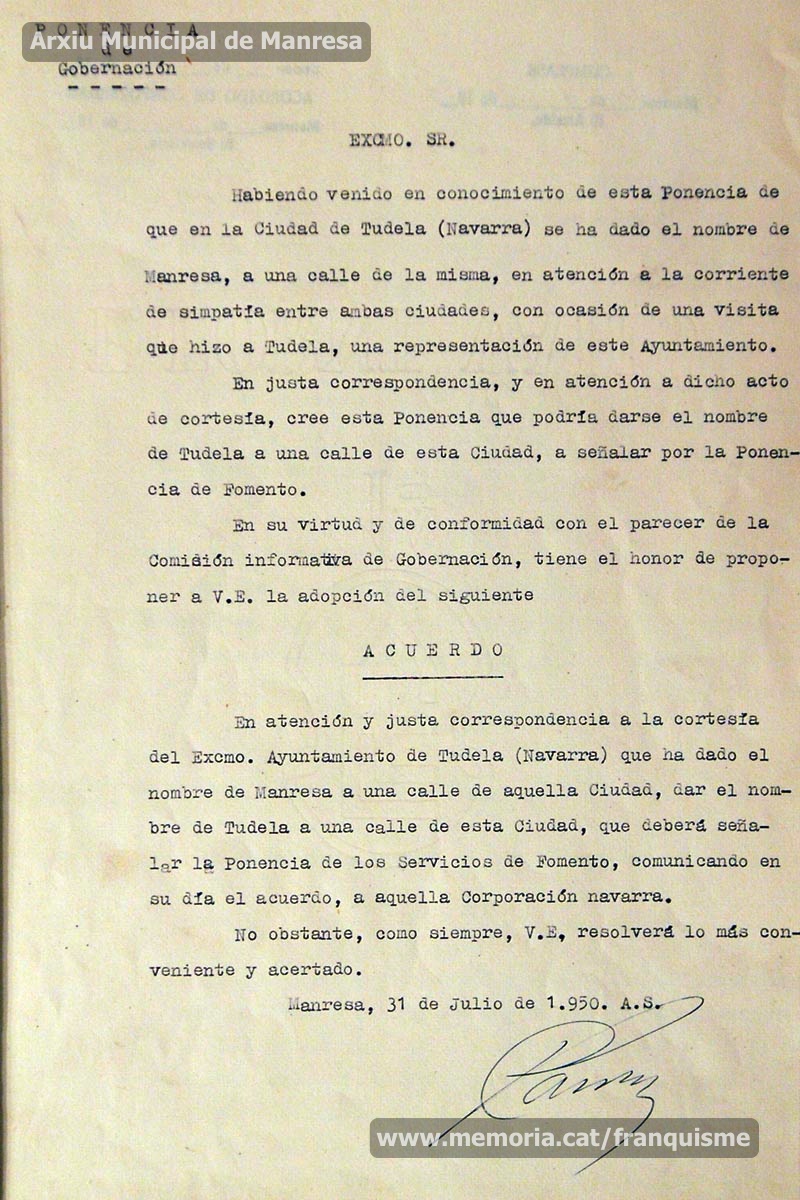 PONENCIA
Arxiu Municipal de Manresa
de
Gobernación
EXCMO. SR.
Habiendo venido en conocimiento de esta Ponencia de
que en la Ciudad de Tudela (Navarra) se ha dado el nombre de
Manresa, a una calle de la misma, en atención a la corriente
de simpatía entre ambas ciudades, con ocasión de una visita
que hizo a Tudela, una representación de este Ayuntamiento.
En justa correspondencia, y en atención a dicho acto
de cortesía, cree esta Ponencia que podría darse el nombre
de Tudela a una calle de esta Ciudad, a señalar por la Ponen-
cia de Fomento.
En su virtud y de conformidad con el parecer de la
Comisión informativa de Gobernación, tiene el honor de propo-
ner a V.E. la adopción del siguiente
A C U E R D O
En atención y justa correspondencia a la cortesía
del Excmo. Ayuntamiento de Tudela (Navarra) que ha dado el
nombre de Manresa a una calle de aquella Ciudad, dar el nom-
bre de Tudela a una calle de esta Ciudad, que deberá seña-
lar la Ponencia de los Servicios de Fomento, comunicando en
su día el acuerdo, a aquella Corporación navarra.
No obstante, como siempre, V.E, resolverá lo más con-
veniente y acertado.
Manresa, 31 de Julio de 1.950. A.S.
www.memoria.cat/franquisme